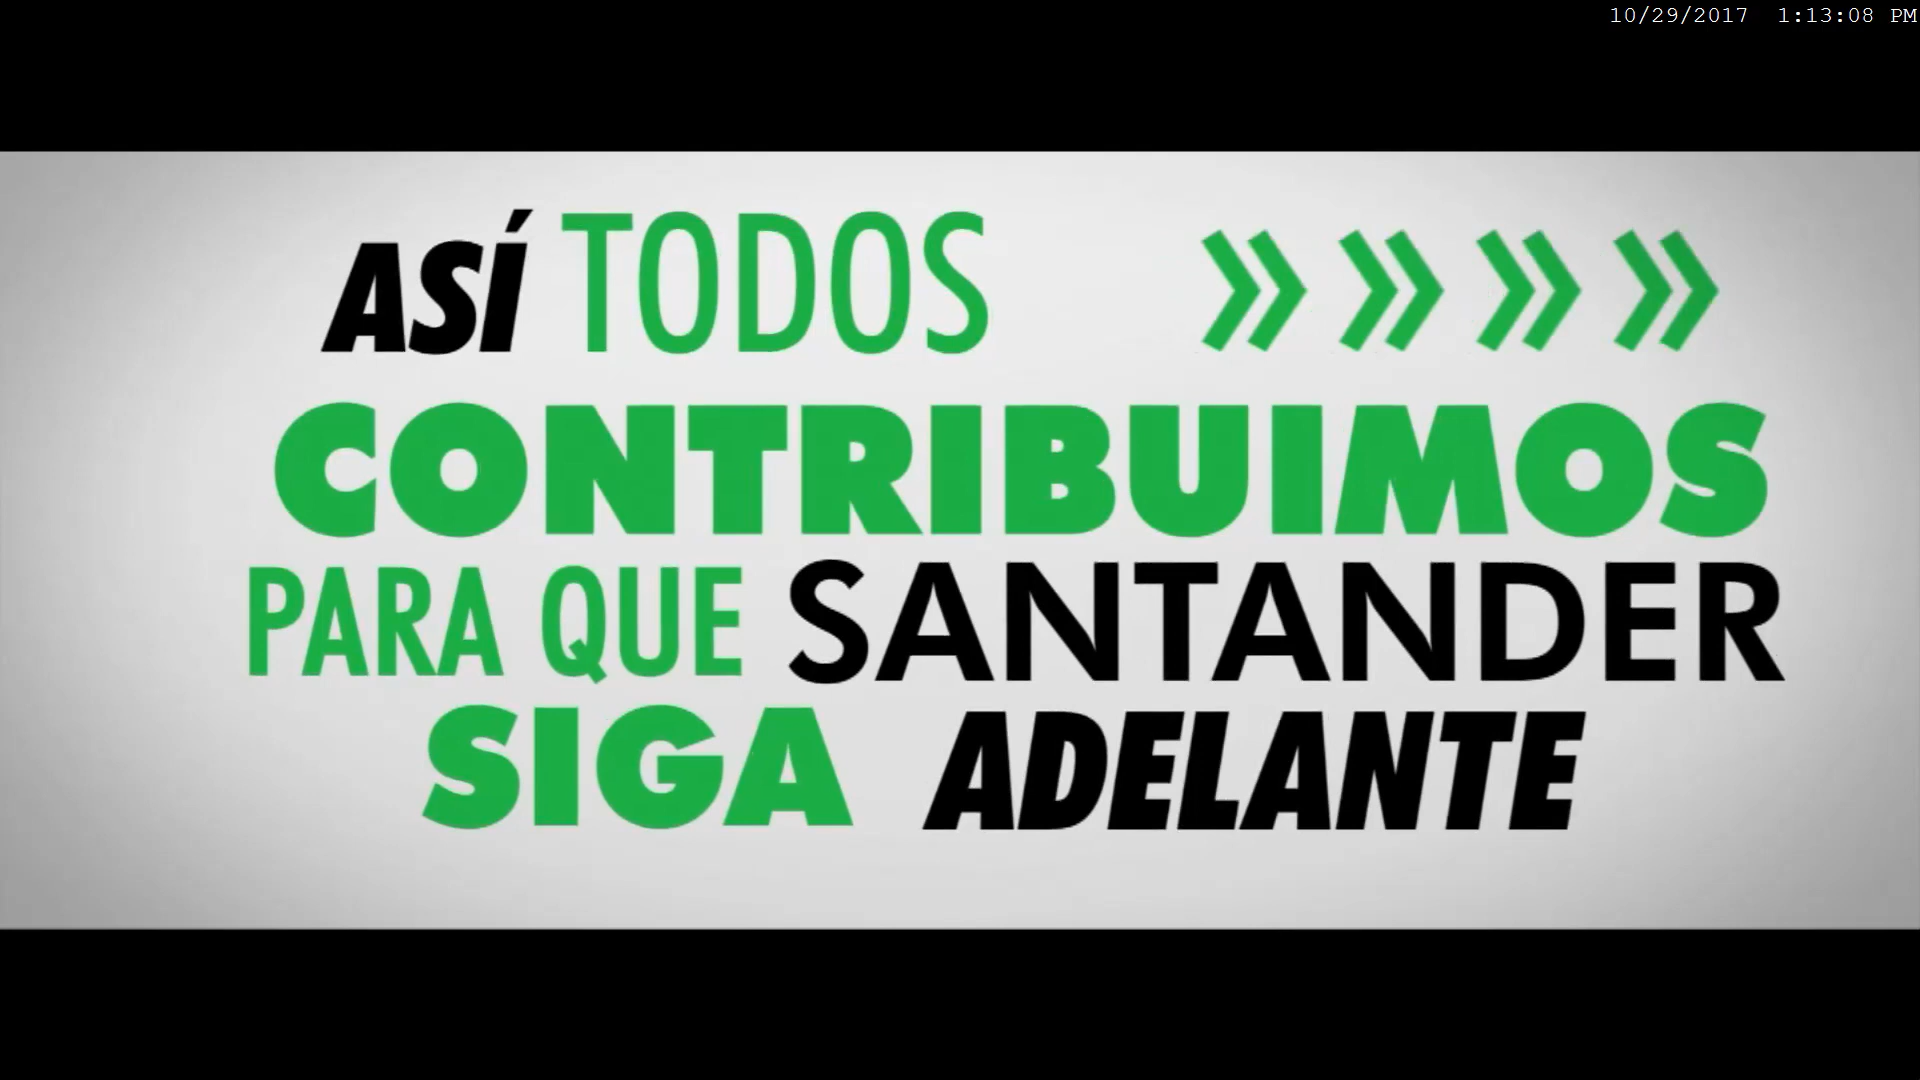 10/29/2017 1:13:08 PM
ASÍ TODOS
CONTRIBUIMOS
PARA QUE SANTANDER
SIGA ADELANTE